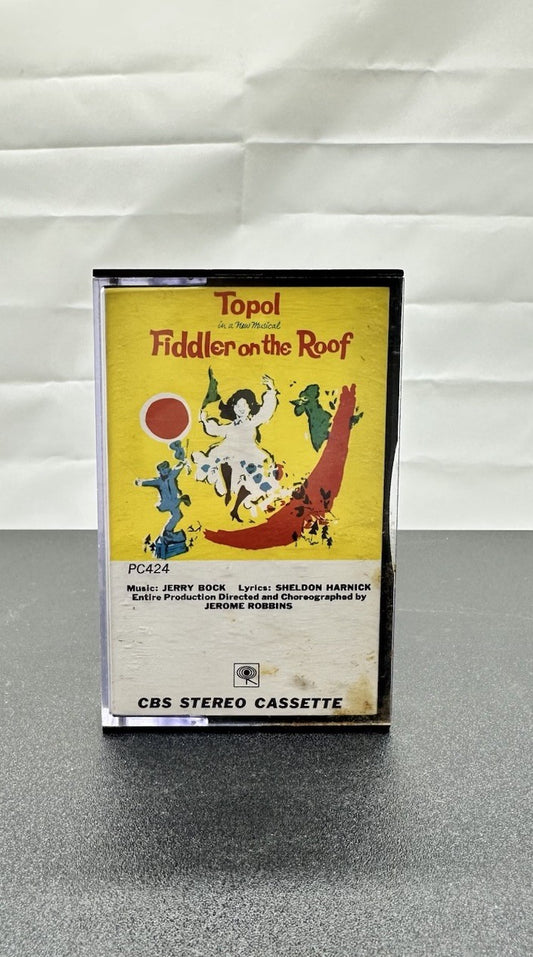 Topol
in a New Musical
Fiddler on the Roof
PC424
Music: JERRY BOCK Lyrics: SHELDON HARNICK
Entire Production Directed and Choreographed by
JEROME ROBBINS
CBS STEREO CASSETTE